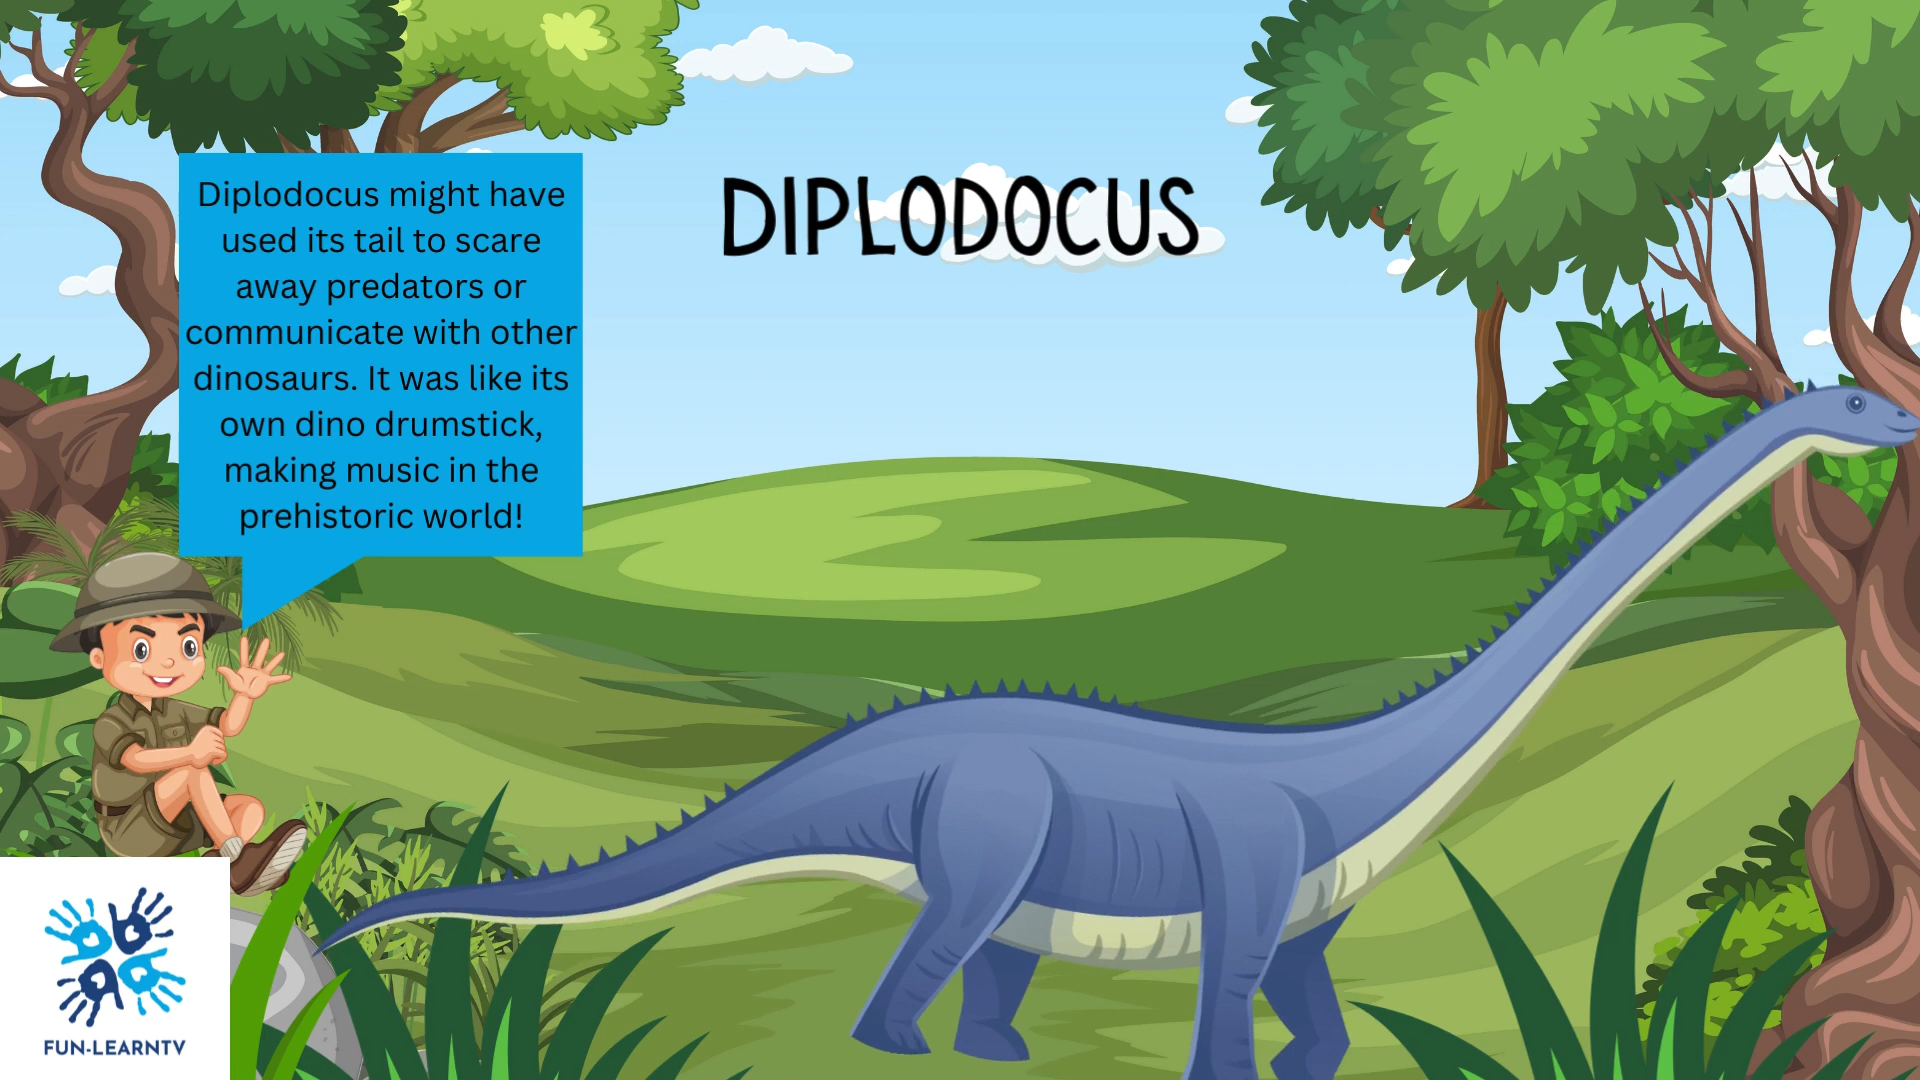 DIPLODOCUS
Diplodocus might have
used its tail to scare
away predators or
communicate with other
dinosaurs. It was like its
own dino drumstick,
making music in the
prehistoric world!
FUN-LEARNTV